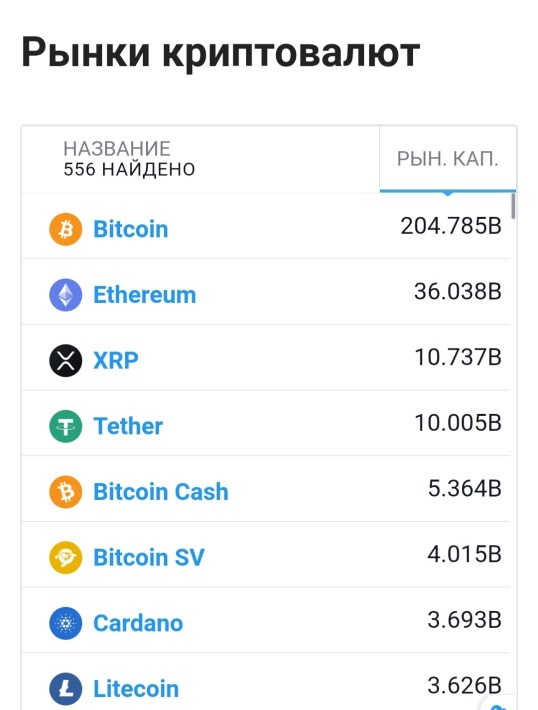 Рынки криптовалют
НАЗВАНИЕ
556 НАЙДЕНО
РЫН. КАП.
Bitcoin 204.785B
Ethereum 36.038B
XRP 10.737B
Tether 10.005B
Bitcoin Cash 5.364B
Bitcoin SV 4.015B
Cardano 3.693B
Litecoin 3.626B